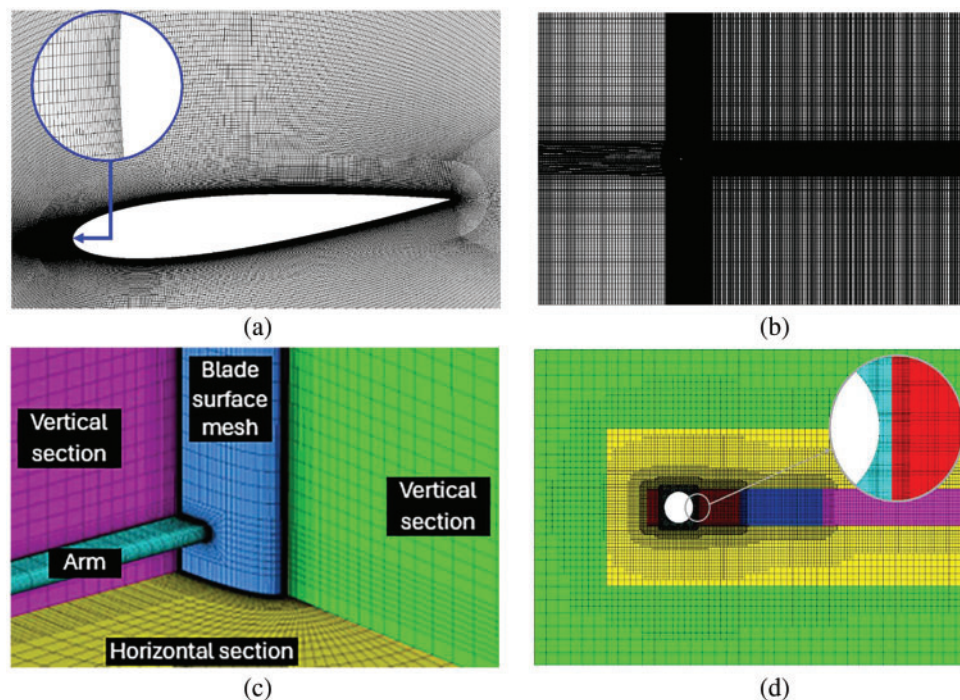 (a)
(b)
Vertical
section
Blade
surface
mesh
Vertical
section
Arm
Horizontal section
(c)
(d)